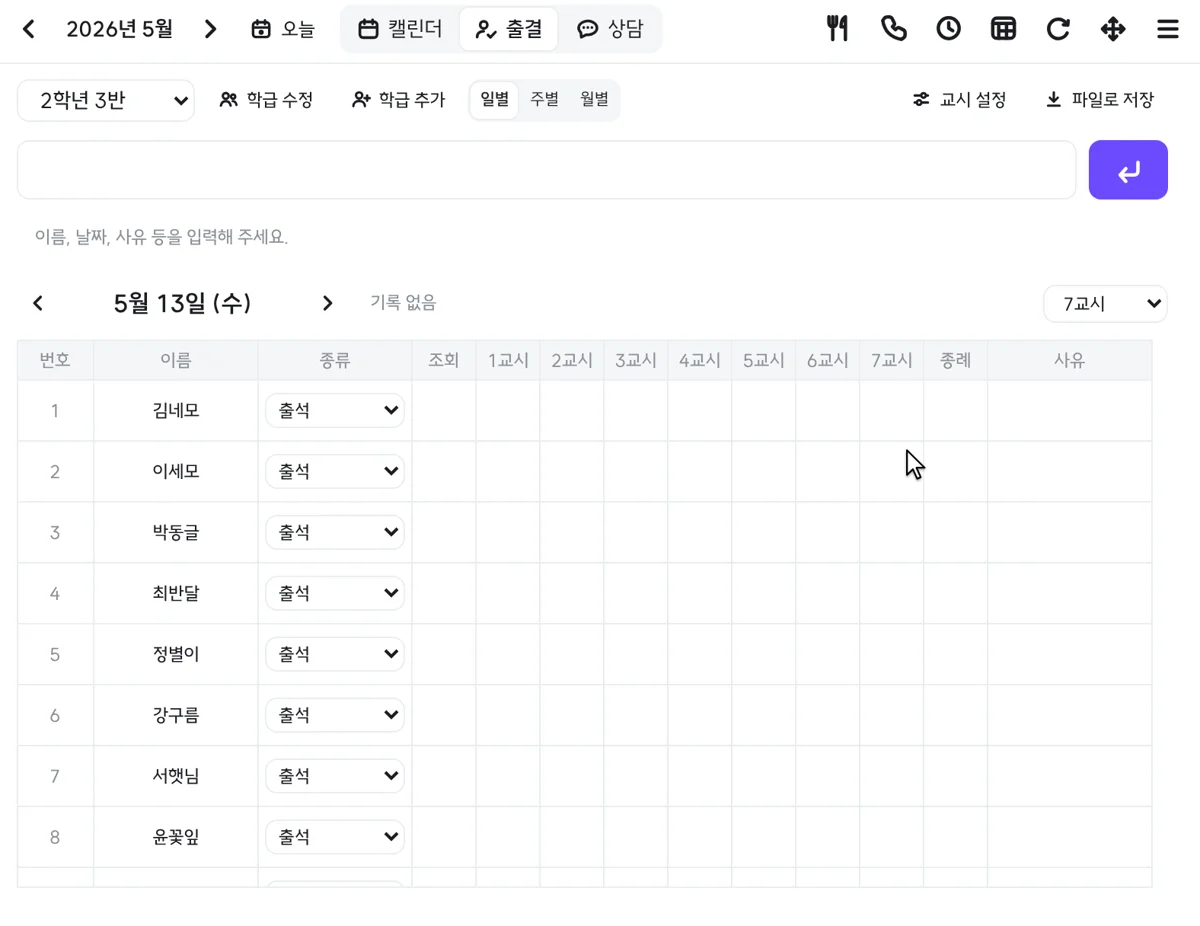 2026년 5월 오늘 캘린더 출결 상담
2학년 3반 학급 수정 학급 추가 일별 주별 월별 교시 설정 파일로 저장
이름, 날짜, 사유 등을 입력해 주세요.
5월 13일 (수) 기록 없음 7교시
번호 이름 종류 조회 1교시 2교시 3교시 4교시 5교시 6교시 7교시 종례 사유
1 김네모 출석
2 이세모 출석
3 박동글 출석
4 최반달 출석
5 정별이 출석
6 강구름 출석
7 서햇님 출석
8 윤꽃잎 출석